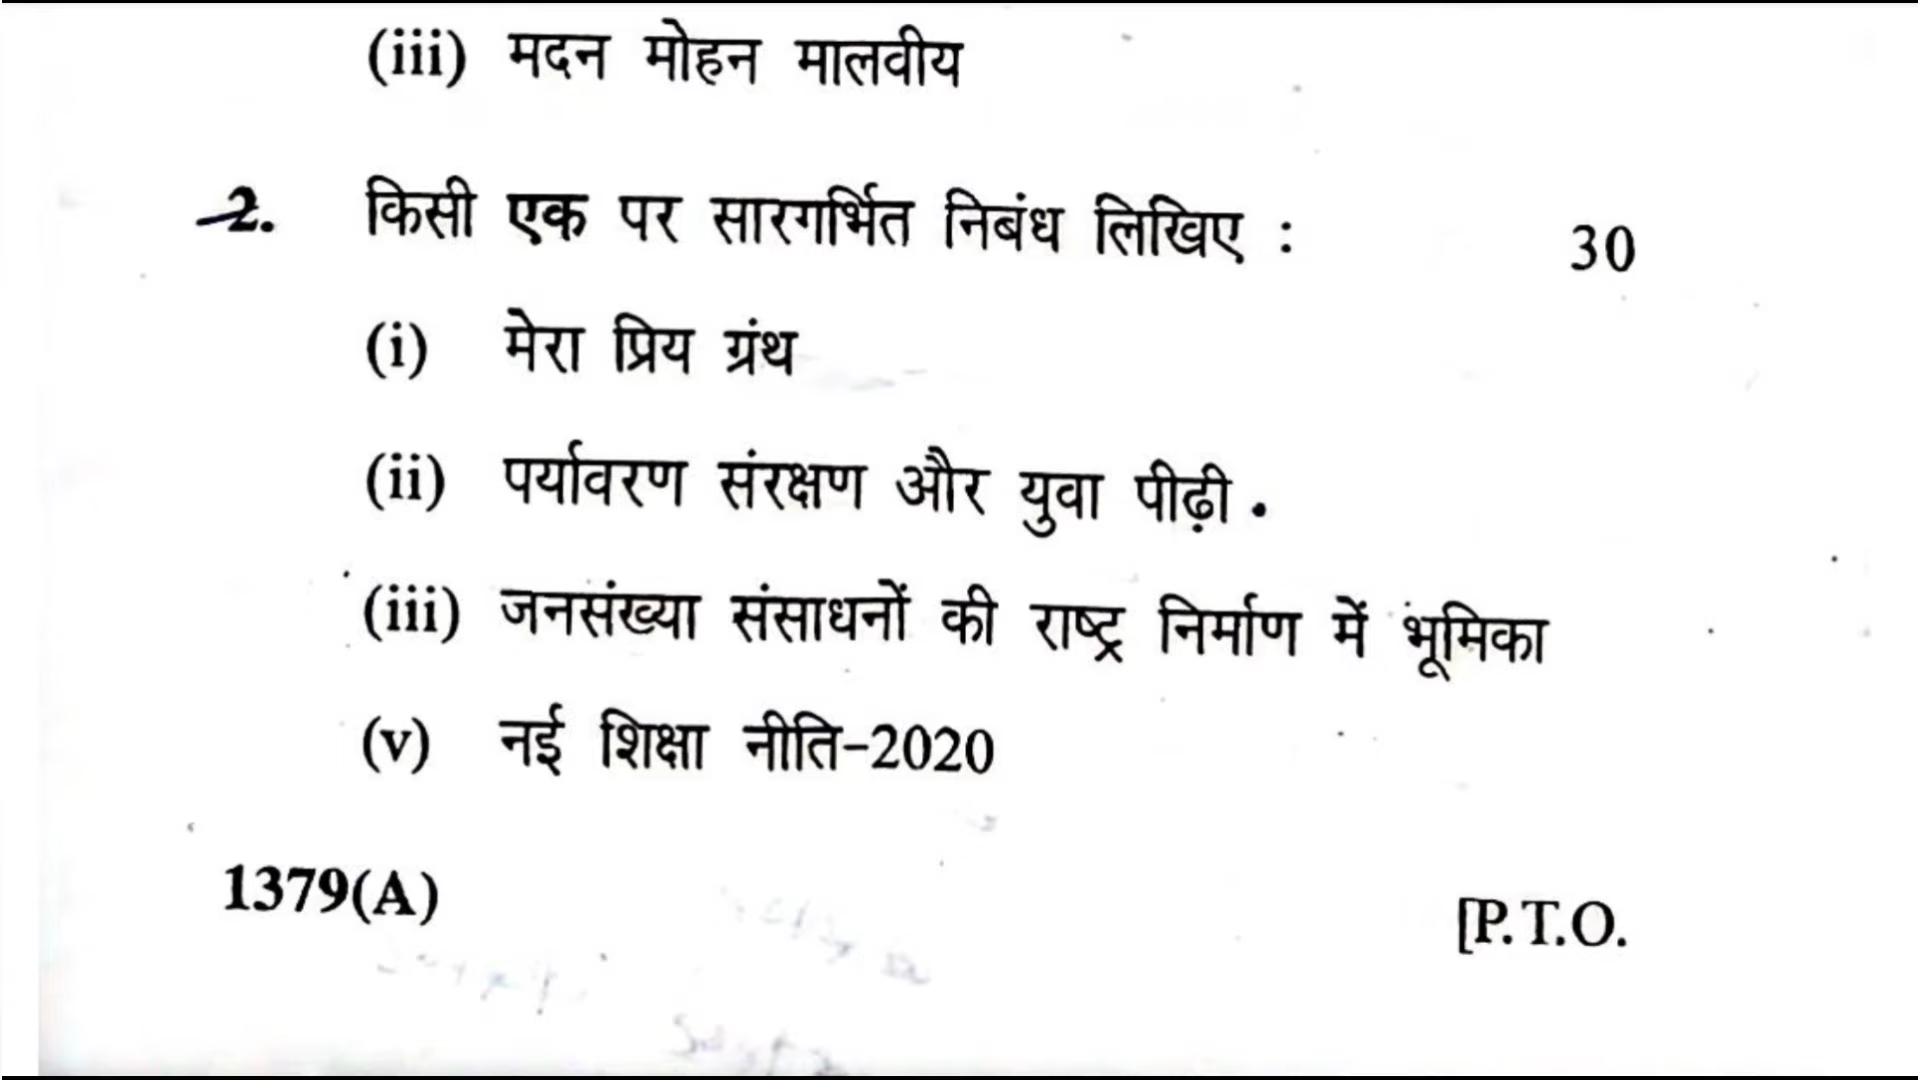 (iii) मदन मोहन मालवीय
2. किसी एक पर सारगर्भित निबंध लिखिए : 30
(i) मेरा प्रिय ग्रंथ
(ii) पर्यावरण संरक्षण और युवा पीढ़ी .
(iii) जनसंख्या संसाधनों की राष्ट्र निर्माण में भूमिका
(v) नई शिक्षा नीति-2020
1379(A) [P.T.O.